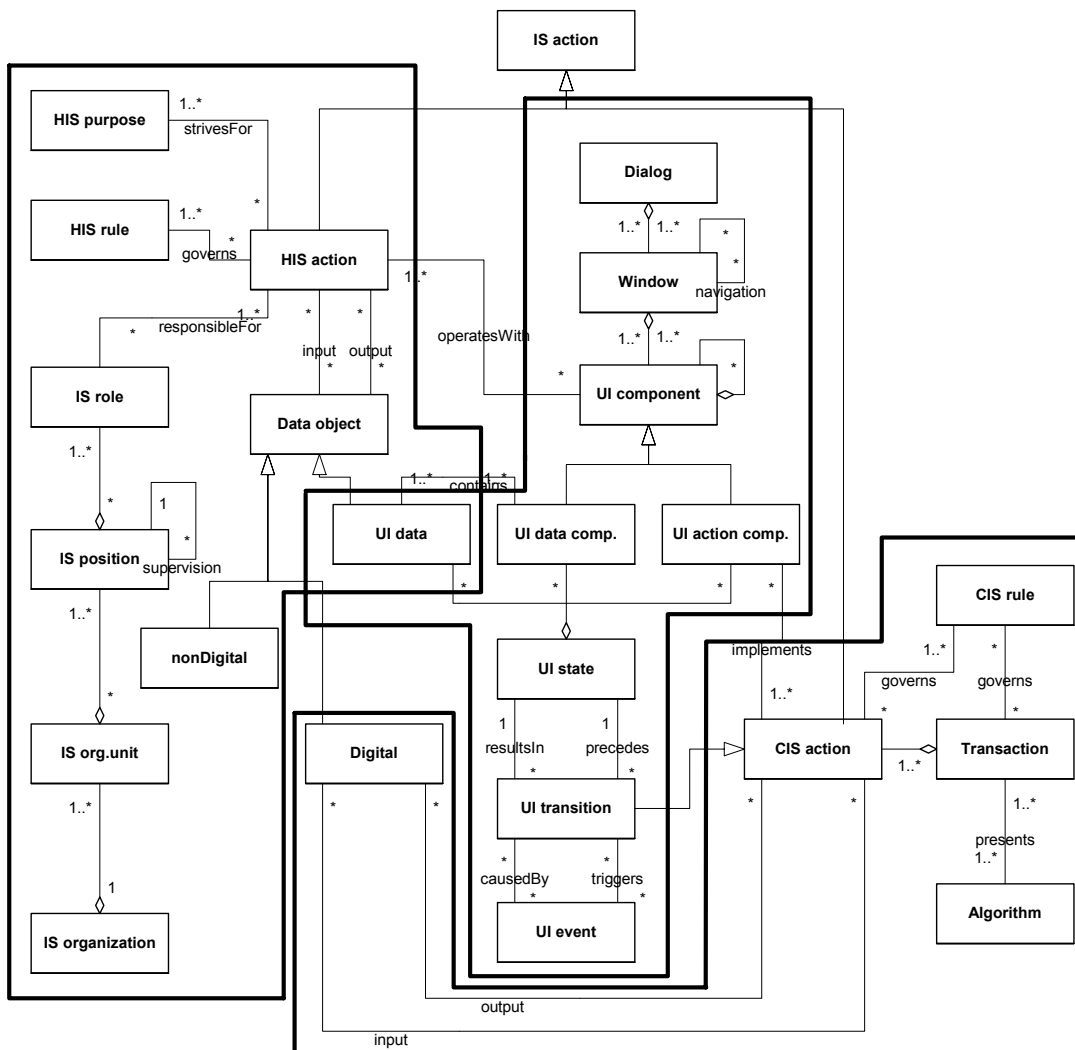 IS action
HIS purpose
1..*
strivesFor
*
Dialog
1..* 1..*
HIS rule
1..*
*
governs
HIS action
1..*
Window
*
*
navigation
1..* 1..*
responsibleFor
*
1..*
*
*
input
output
*
*
operatesWith
*
UI component
*
IS role
Data object
1..*
1..*
1..*
contains
*
1
*
supervision
IS position
UI data
UI data comp.
UI action comp.
*
*
*
*
CIS rule
1..*
nonDigital
UI state
implements
1..*
*
governs
governs
1..*
*
*
*
1
1
IS org.unit
Digital
resultsIn
precedes
CIS action
Transaction
1..*
*
*
1..*
*
*
UI transition
*
*
1..*
presents
1..*
*
*
causedBy
triggers
*
*
1
IS organization
UI event
Algorithm
output
input